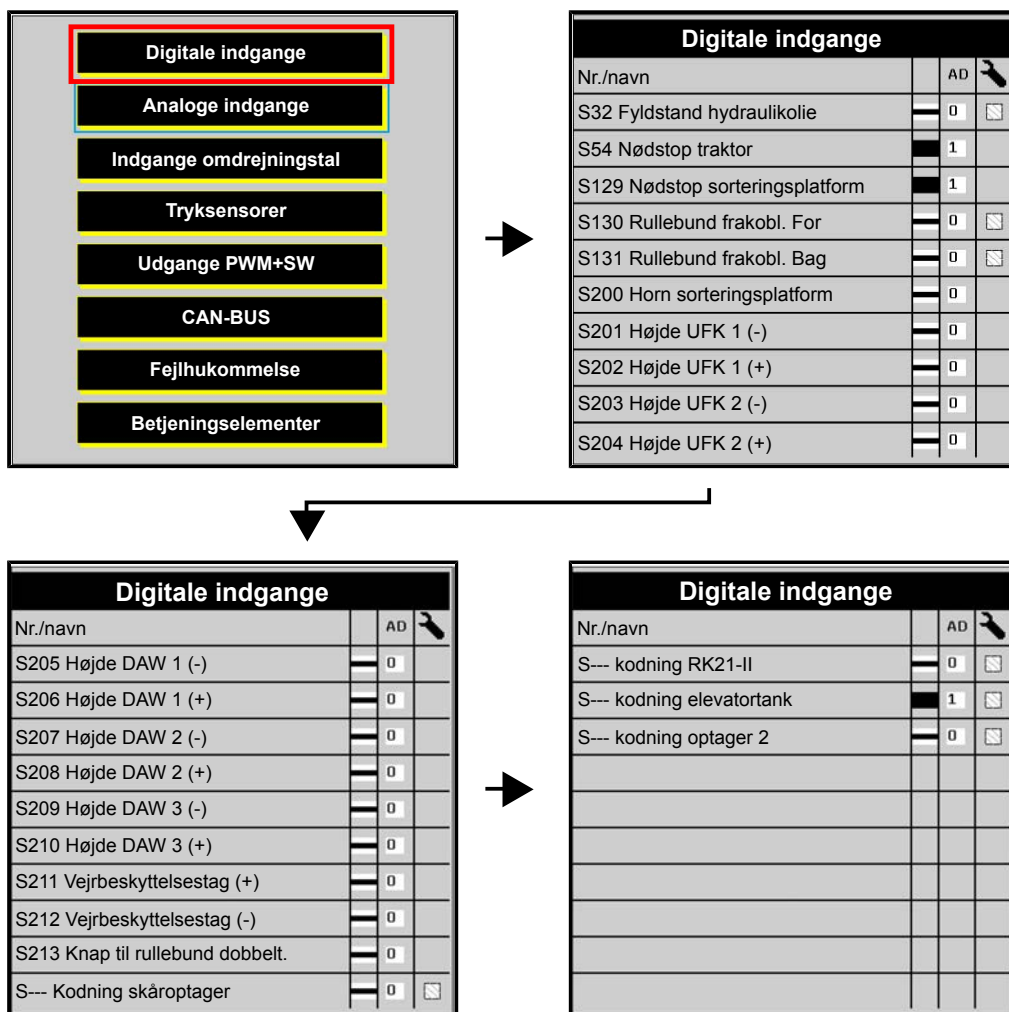 Digitale indgange
Analoge indgange
Indgange omdrejningstal
Tryksensorer
Udgange PWM+SW
CAN-BUS
Fejlhukommelse
Betjeningselementer
Digitale indgange
Nr./navn AD
S32 Fyldstand hydraulikolie 0
S54 Nødstop traktor 1
S129 Nødstop sorteringsplatform 1
S130 Rullebund frakobl. For 0
S131 Rullebund frakobl. Bag 0
S200 Horn sorteringsplatform 0
S201 Højde UFK 1 (-) 0
S202 Højde UFK 1 (+) 0
S203 Højde UFK 2 (-) 0
S204 Højde UFK 2 (+) 0
Digitale indgange
Nr./navn AD
S205 Højde DAW 1 (-) 0
S206 Højde DAW 1 (+) 0
S207 Højde DAW 2 (-) 0
S208 Højde DAW 2 (+) 0
S209 Højde DAW 3 (-) 0
S210 Højde DAW 3 (+) 0
S211 Vejrbeskyttelsestag (+) 0
S212 Vejrbeskyttelsestag (-) 0
S213 Knap til rullebund dobbelt. 0
S--- Kodning skåroptager 0
Digitale indgange
Nr./navn AD
S--- kodning RK21-II 0
S--- kodning elevatortank 1
S--- kodning optager 2 0